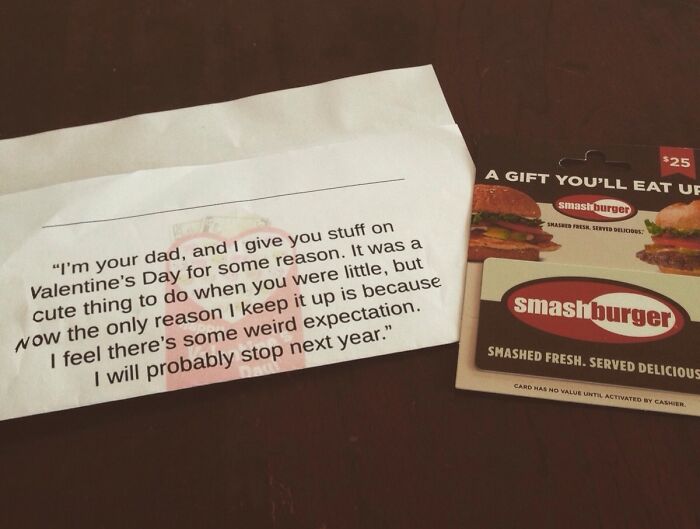 “I’m your dad, and I give you stuff on
Valentine’s Day for some reason. It was a
cute thing to do when you were little, but
now the only reason I keep it up is because
I feel there’s some weird expectation.
I will probably stop next year.”
$25
A GIFT YOU’LL EAT UP
smashburger
SMASHED FRESH. SERVED DELICIOUS.
smashburger
SMASHED FRESH. SERVED DELICIOUS
CARD HAS NO VALUE UNTIL ACTIVATED BY CASHIER.